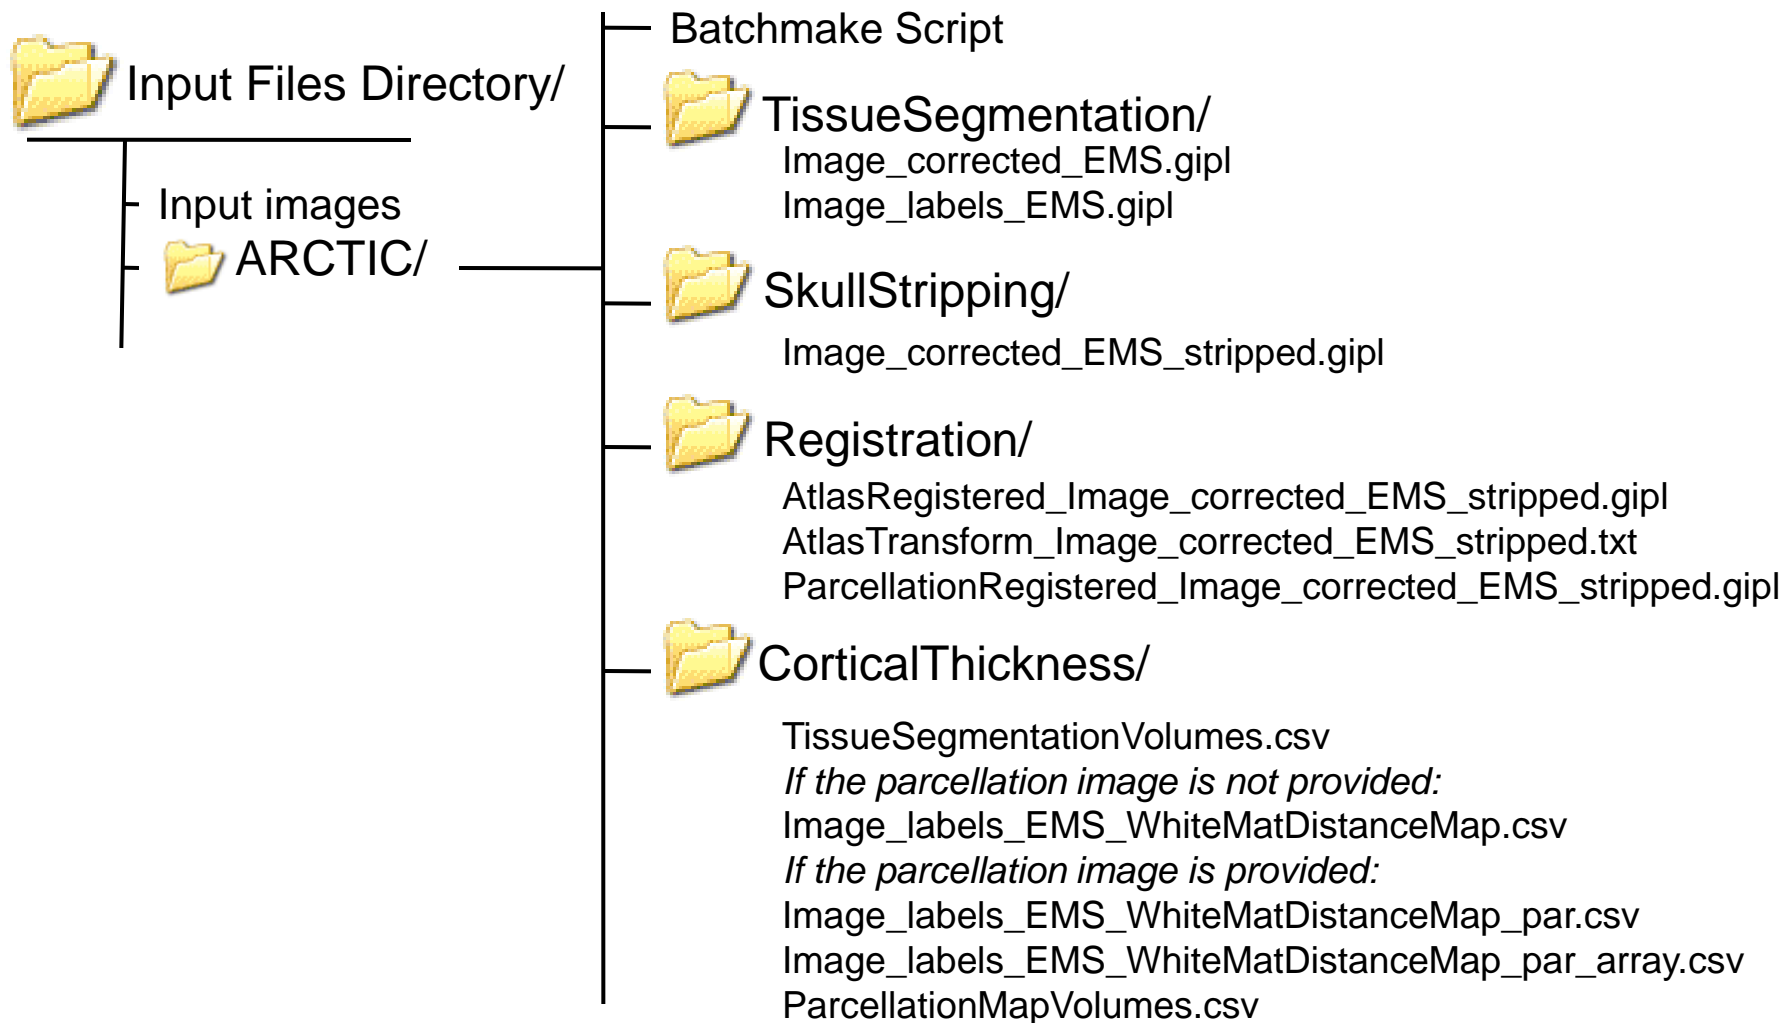 Input Files Directory/
Input images
ARCTIC/
Batchmake Script
TissueSegmentation/
Image_corrected_EMS.gipl
Image_labels_EMS.gipl
SkullStripping/
Image_corrected_EMS_stripped.gipl
Registration/
AtlasRegistered_Image_corrected_EMS_stripped.gipl
AtlasTransform_Image_corrected_EMS_stripped.txt
ParcellationRegistered_Image_corrected_EMS_stripped.gipl
CorticalThickness/
TissueSegmentationVolumes.csv
If the parcellation image is not provided:
Image_labels_EMS_WhiteMatDistanceMap.csv
If the parcellation image is provided:
Image_labels_EMS_WhiteMatDistanceMap_par.csv
Image_labels_EMS_WhiteMatDistanceMap_par_array.csv
ParcellationMapVolumes.csv